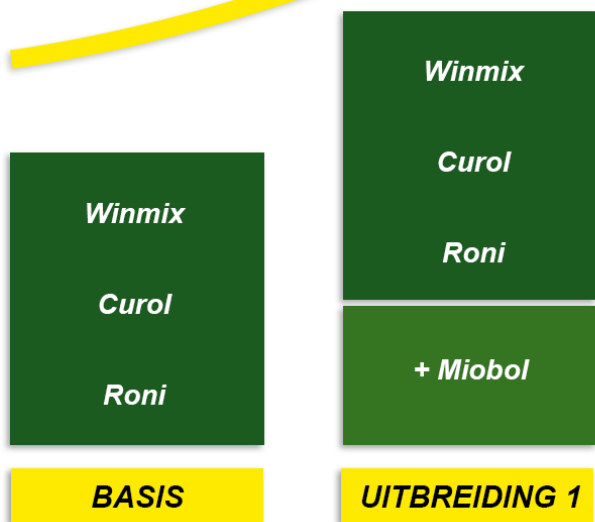 Winmix
Curol
Roni
BASIS
Winmix
Curol
Roni
+ Miobol
UITBREIDING 1